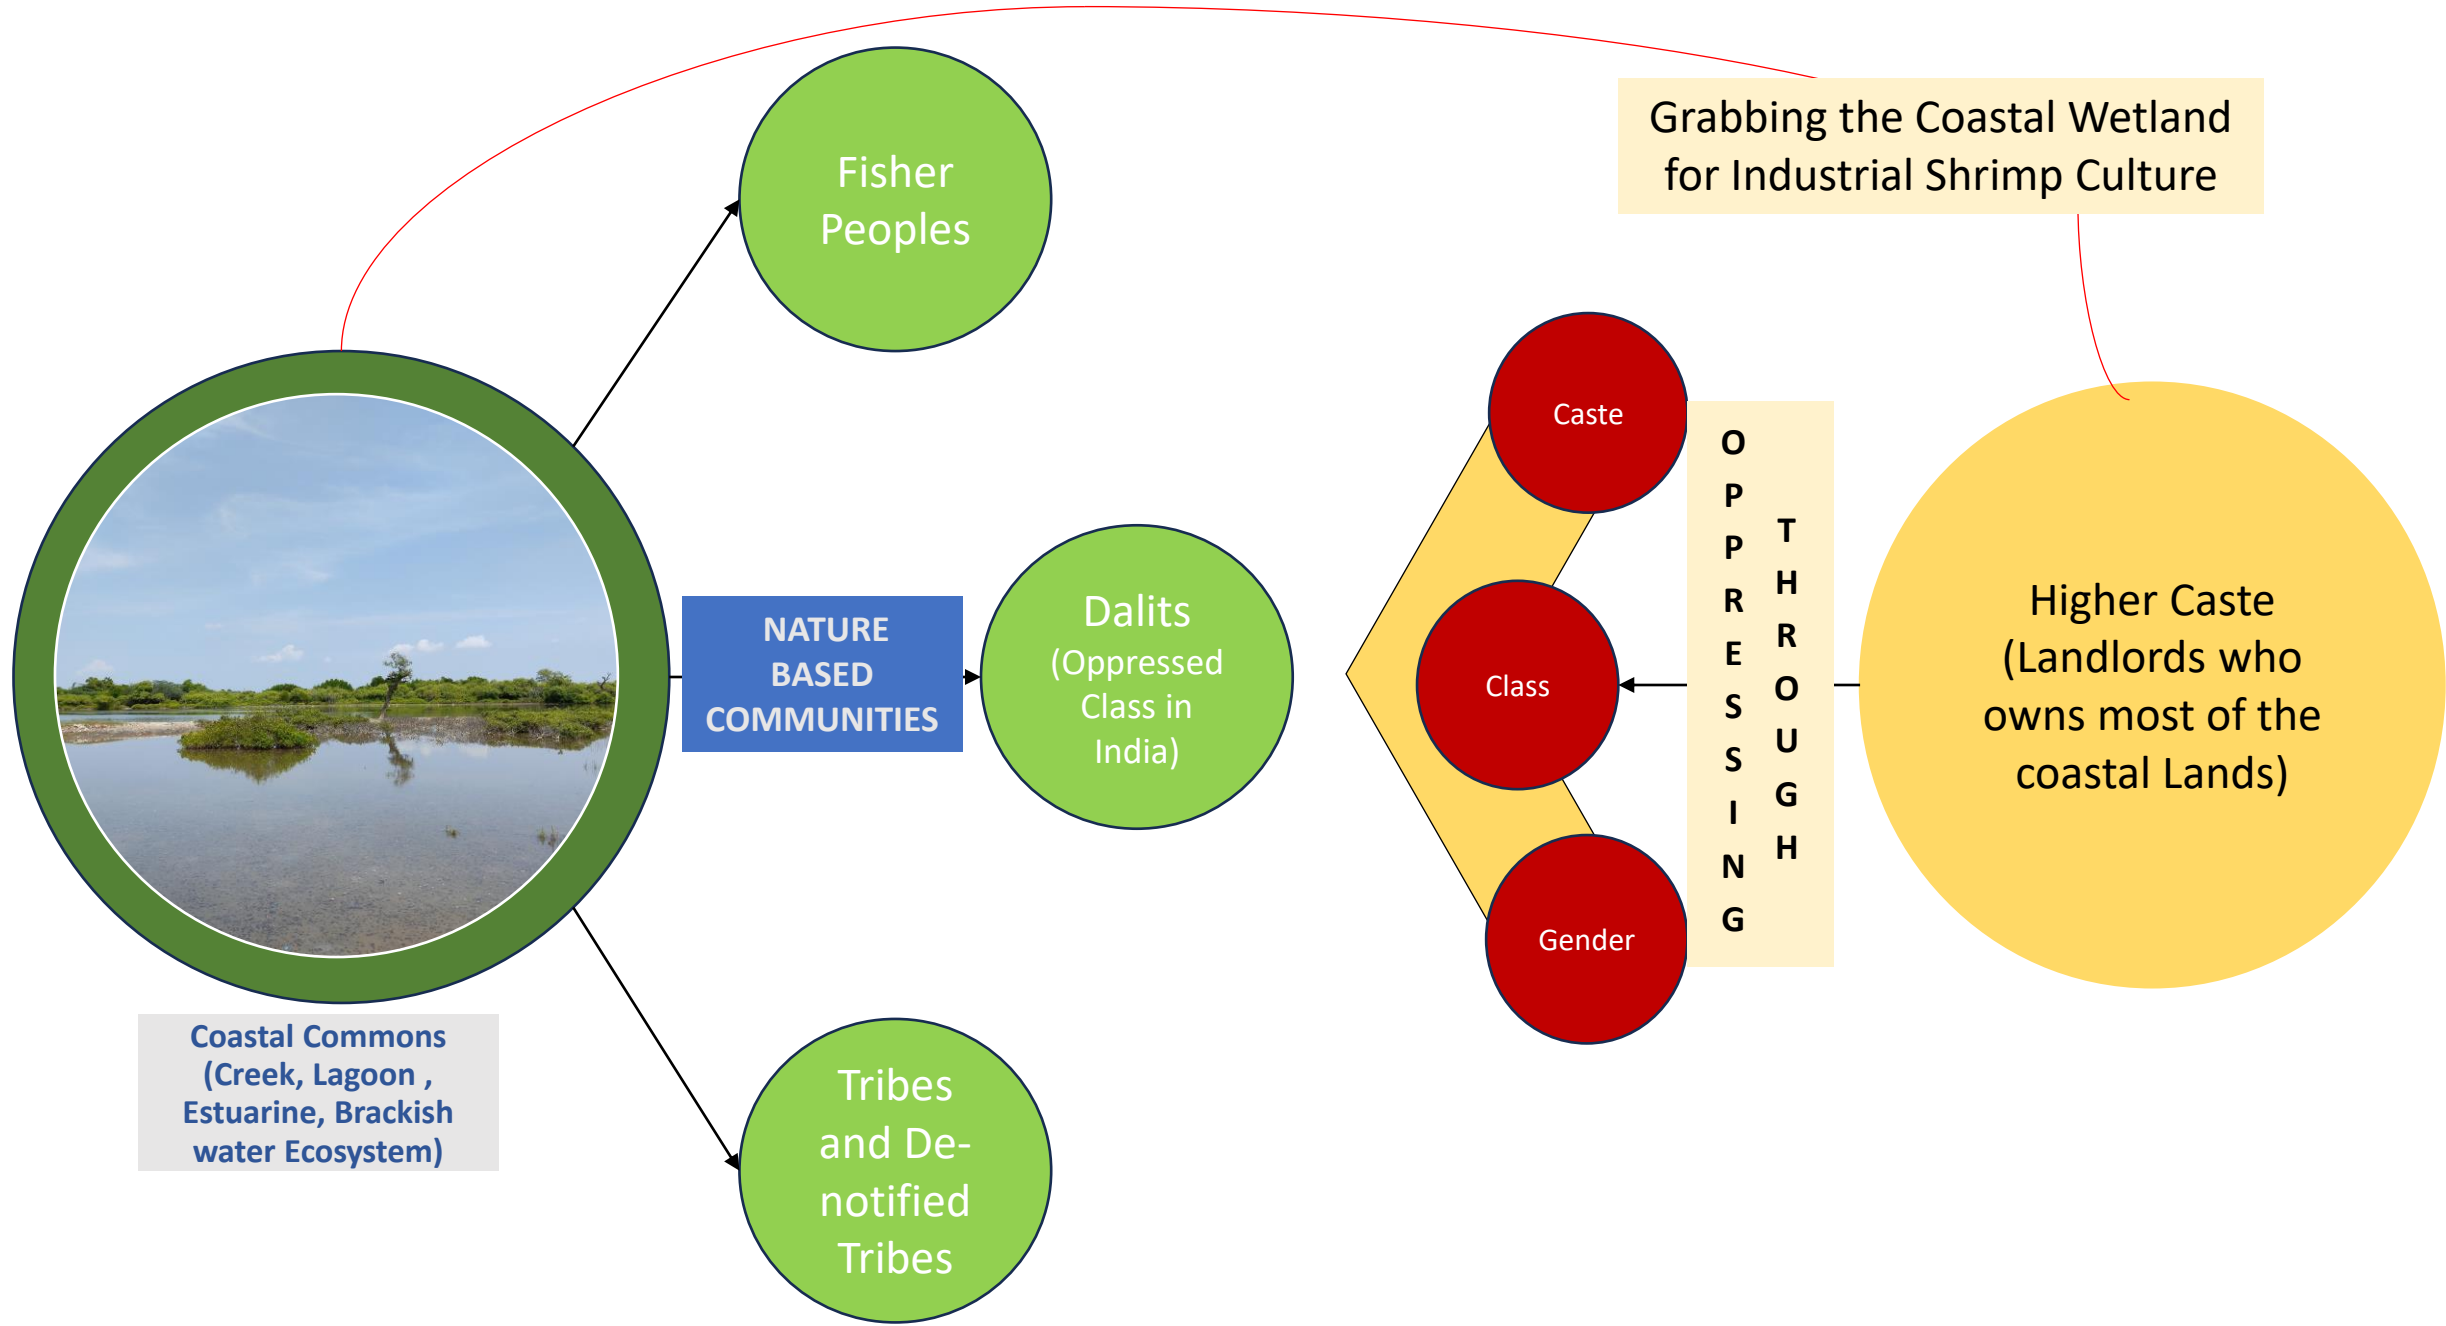 Grabbing the Coastal Wetland
for Industrial Shrimp Culture
Fisher
Peoples
NATURE
BASED
COMMUNITIES
Dalits
(Oppressed
Class in
India)
Tribes
and De-
notified
Tribes
Coastal Commons
(Creek, Lagoon ,
Estuarine, Brackish
water Ecosystem)
Caste
Class
Gender
OPPRESSING
THROUGH
Higher Caste
(Landlords who
owns most of the
coastal Lands)